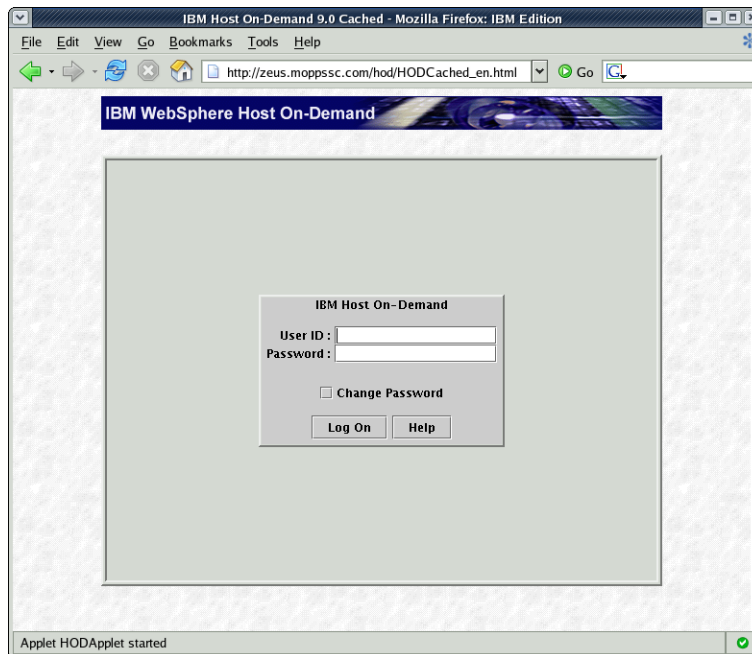 IBM Host On-Demand 9.0 Cached - Mozilla Firefox: IBM Edition
File Edit View Go Bookmarks Tools Help
http://zeus.moppssc.com/hod/HODCached_en.html Go G
IBM WebSphere Host On-Demand
IBM Host On-Demand
User ID :
Password :
Change Password
Log On Help
Applet HODApplet started